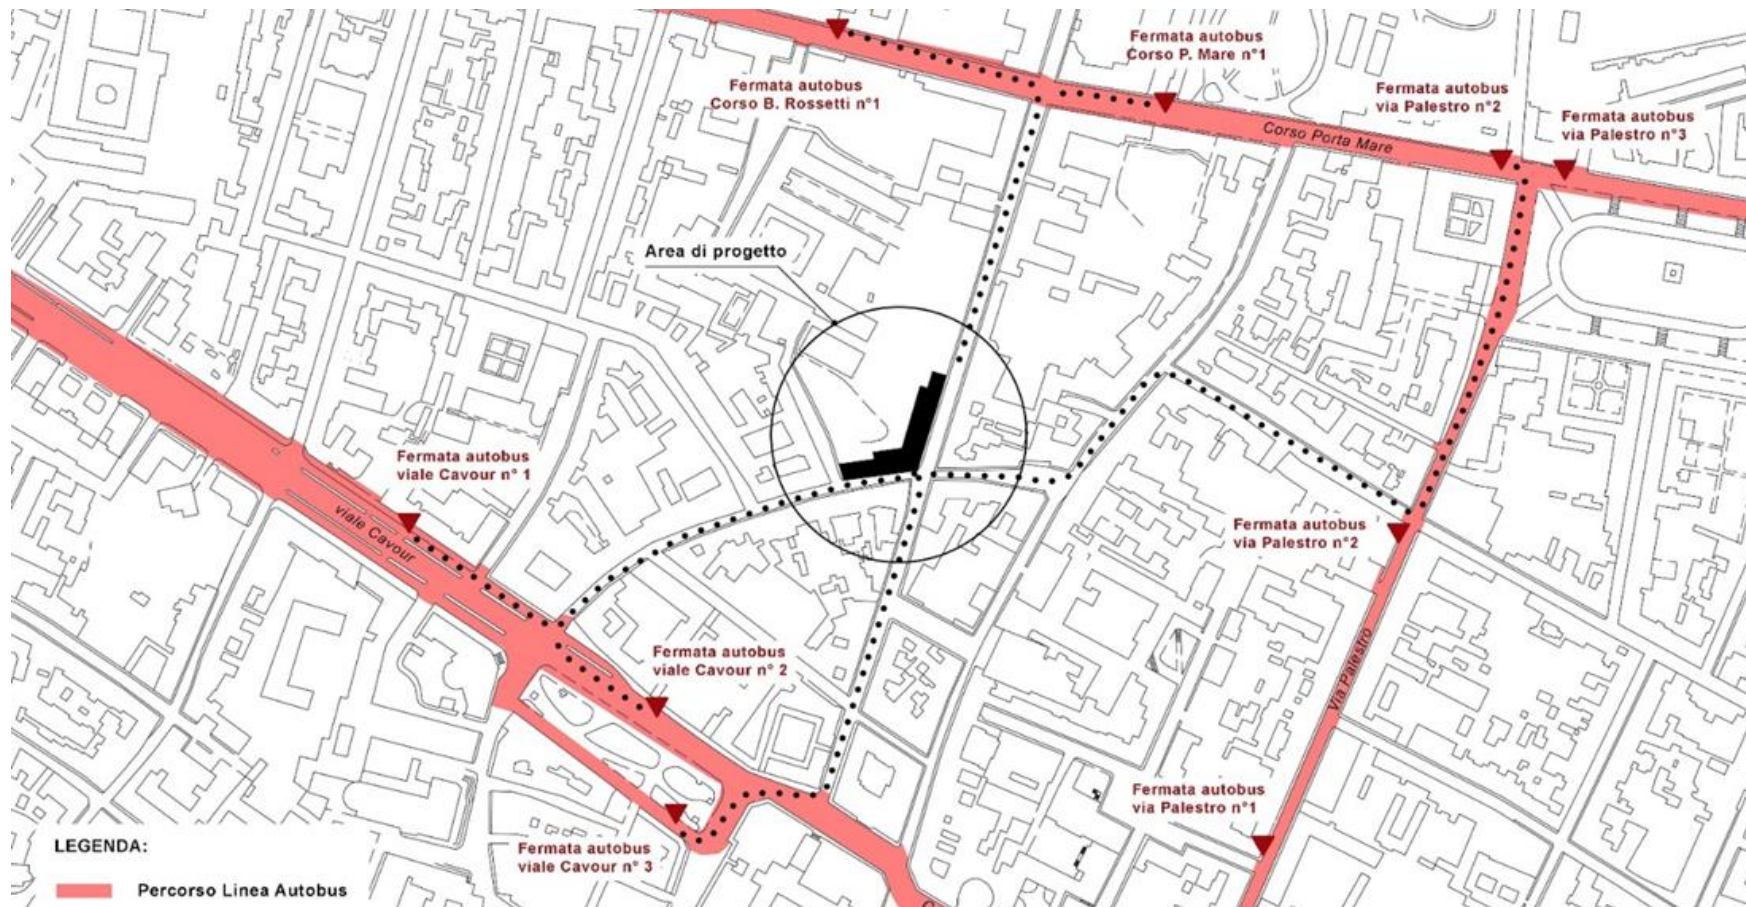 Fermata autobus
Corso P. Mare n°1
Fermata autobus
Corso B. Rossetti n°1
Fermata autobus
via Palestro n°2
Fermata autobus
via Palestro n°3
Corso Porta Mare
Area di progetto
Fermata autobus
viale Cavour n° 1
viale Cavour
Fermata autobus
via Palestro n°2
Fermata autobus
viale Cavour n° 2
Via Palestro
Fermata autobus
via Palestro n°1
Fermata autobus
viale Cavour n° 3
LEGENDA:
Percorso Linea Autobus